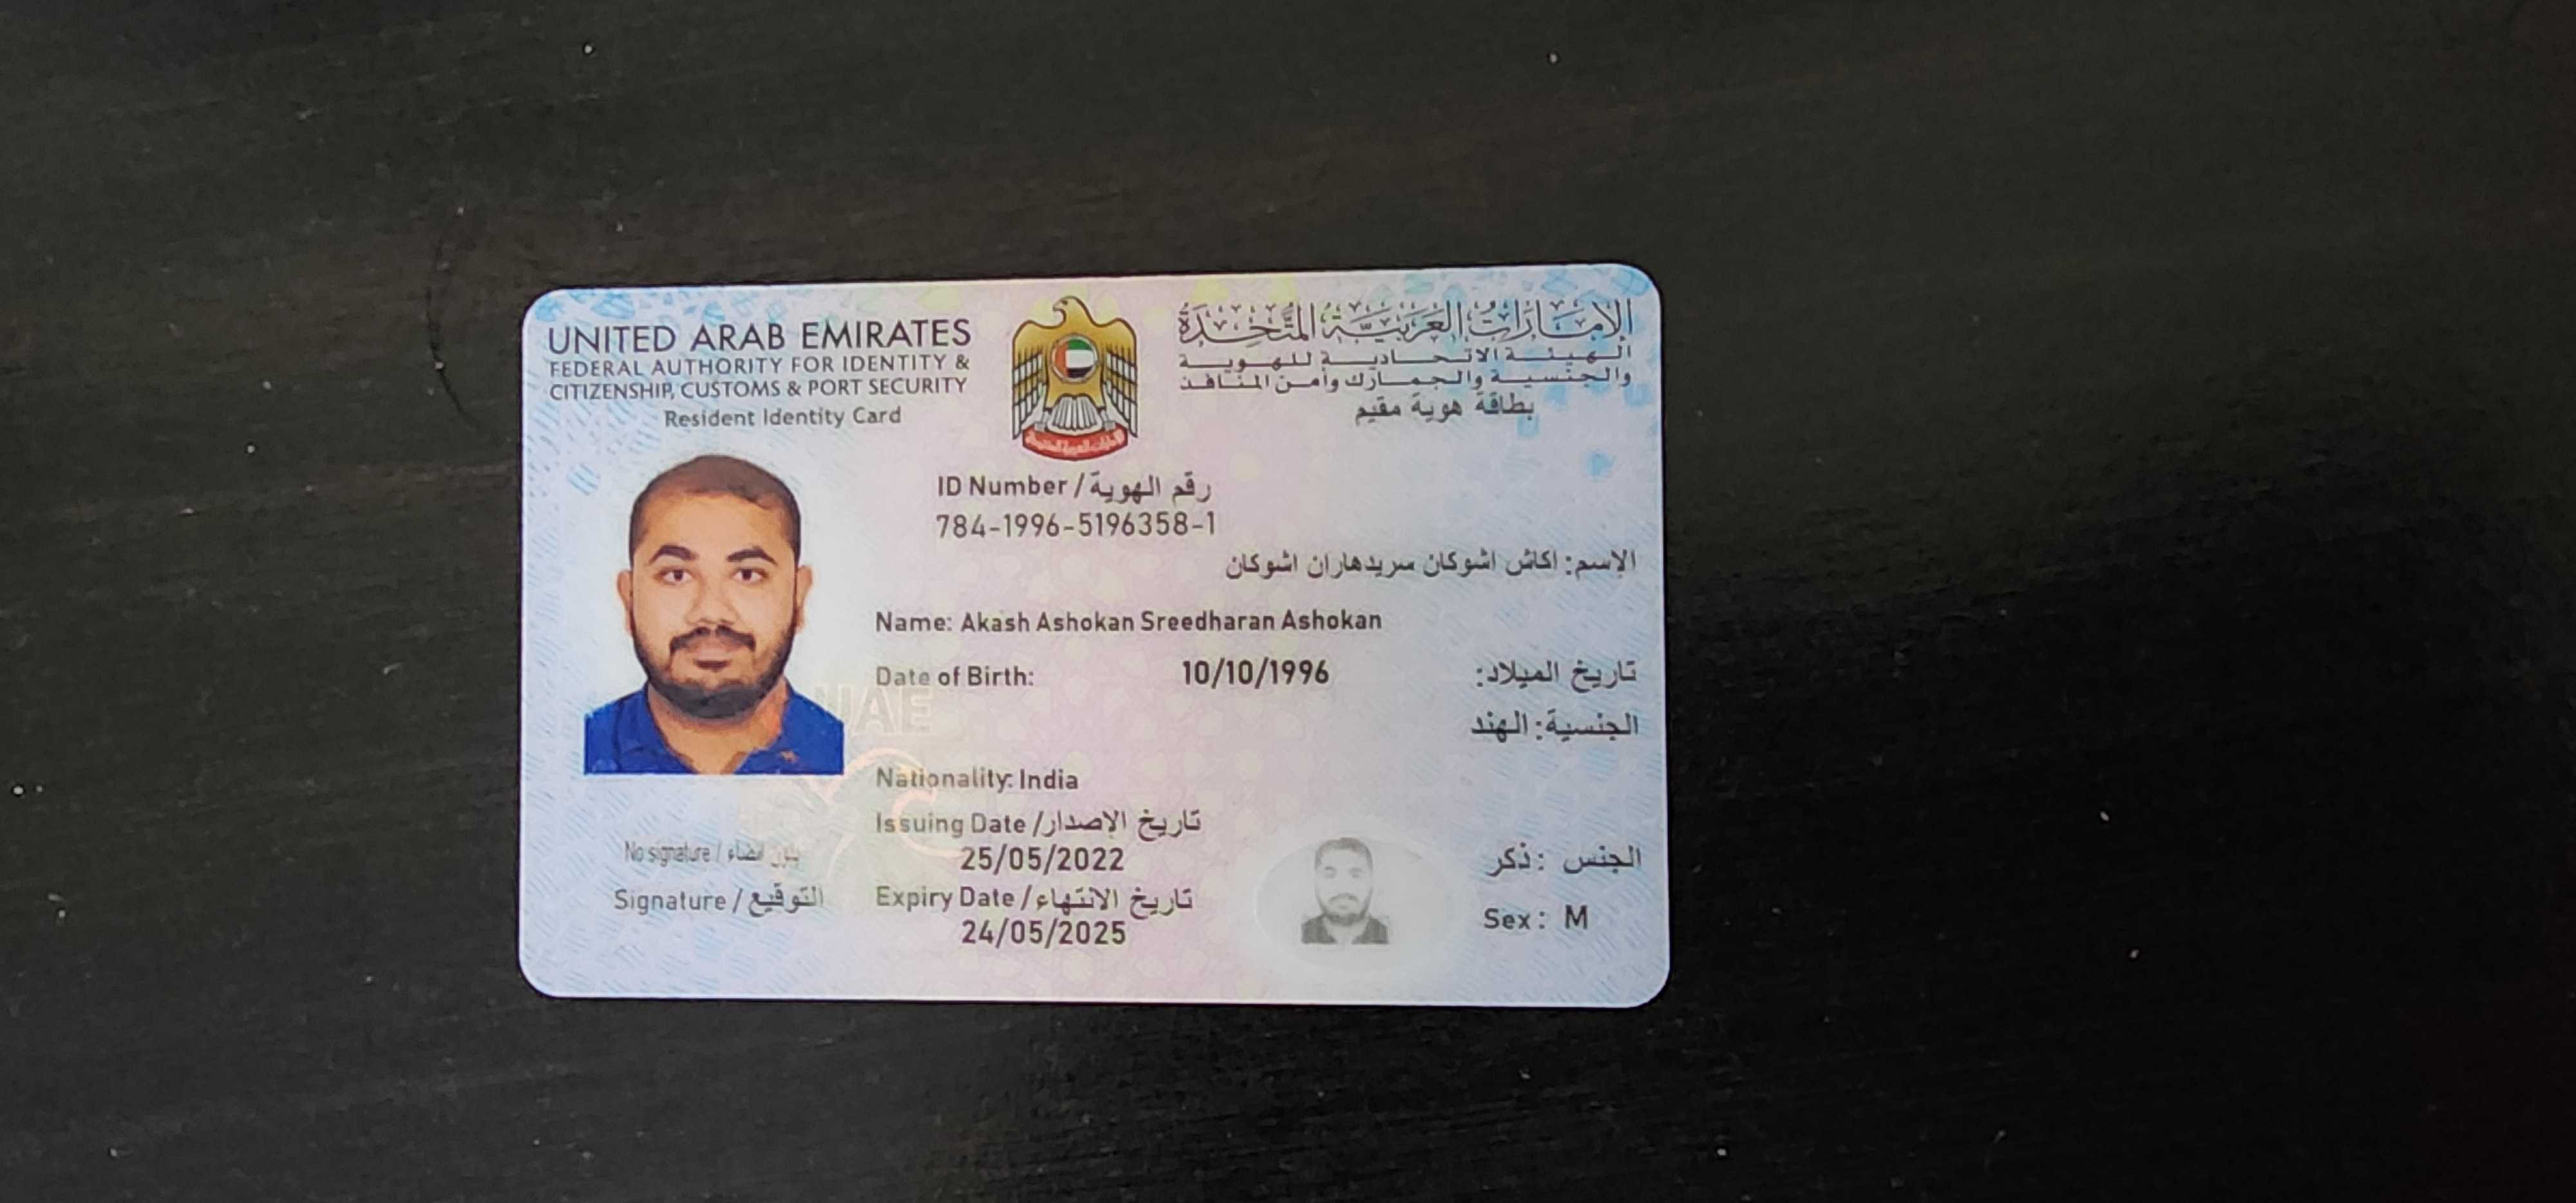 UNITED ARAB EMIRATES
FEDERAL AUTHORITY FOR IDENTITY &
CITIZENSHIP, CUSTOMS & PORT SECURITY
Resident Identity Card
الإمارات العربية المتحدة
الهيئة الاتحادية للهوية
والجنسية والجمارك وأمن المنافذ
بطاقة هوية مقيم
ID Number / رقم الهوية
784-1996-5196358-1
الإسم: اكاش اشوكان سريدهاران اشوكان
Name: Akash Ashokan Sreedharan Ashokan
Date of Birth: 10/10/1996 تاريخ الميلاد:
الجنسية: الهند
Nationality: India
Issuing Date / تاريخ الإصدار
25/05/2022
Expiry Date / تاريخ الانتهاء
24/05/2025
No signature /
Signature / التوقيع
الجنس : ذكر
Sex : M
UAE